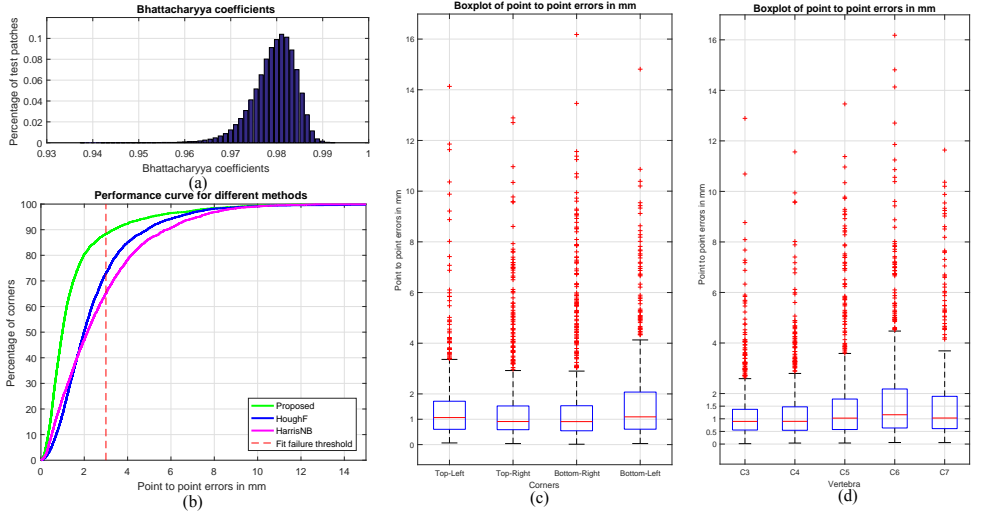 Bhattacharyya coefficients
Percentage of test patches
0.1
0.08
0.06
0.04
0.02
0
0.93 0.94 0.95 0.96 0.97 0.98 0.99 1
Bhattacharyya coefficients
(a)
Performance curve for different methods
Percentage of corners
100
90
80
70
60
50
40
30
20
10
0
0 2 4 6 8 10 12 14
Proposed
HoughF
HarrisNB
Fit failure threshold
Point to point errors in mm
(b)
Boxplot of point to point errors in mm
Point to point errors in mm
16
14
12
10
8
6
4
2
1
0
Top-Left Top-Right Bottom-Right Bottom-Left
Corners
(c)
Boxplot of point to point errors in mm
Point to point errors in mm
16
14
12
10
8
6
4
2
1.5
1
0.5
0
C3 C4 C5 C6 C7
Vertebra
(d)